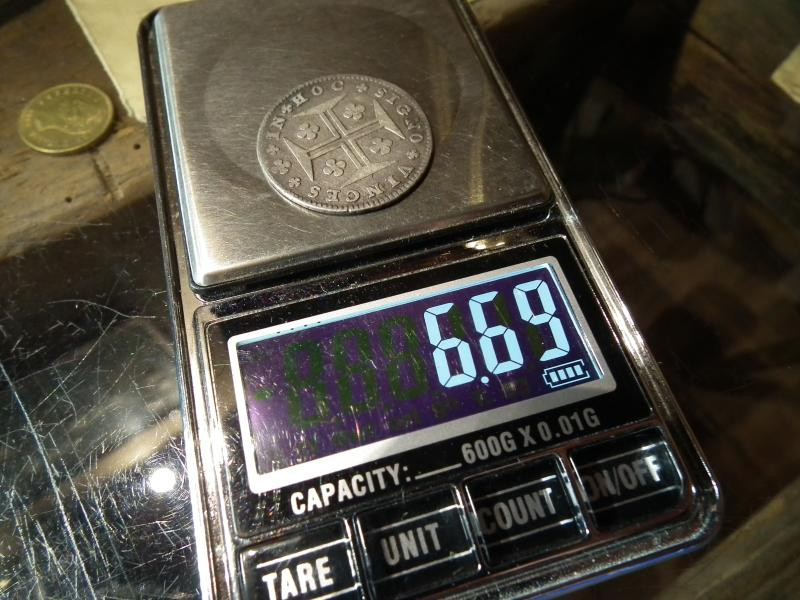 IN HOC SIGNO VINCES
6.69
CAPACITY: 600G X 0.01G
TARE UNIT COUNT ON/OFF